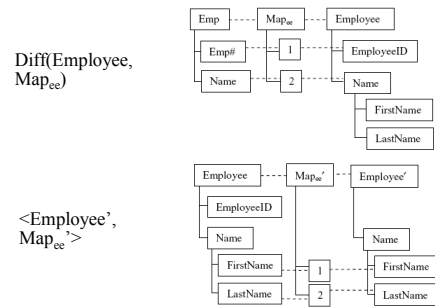 Emp Map_ee Employee
Emp# 1 EmployeeID
Name 2 Name
FirstName
LastName
Diff(Employee,
Map_ee)
Employee Map_ee' Employee'
EmployeeID
Name Name
FirstName 1 FirstName
LastName 2 LastName
<Employee’,
Map_ee’>